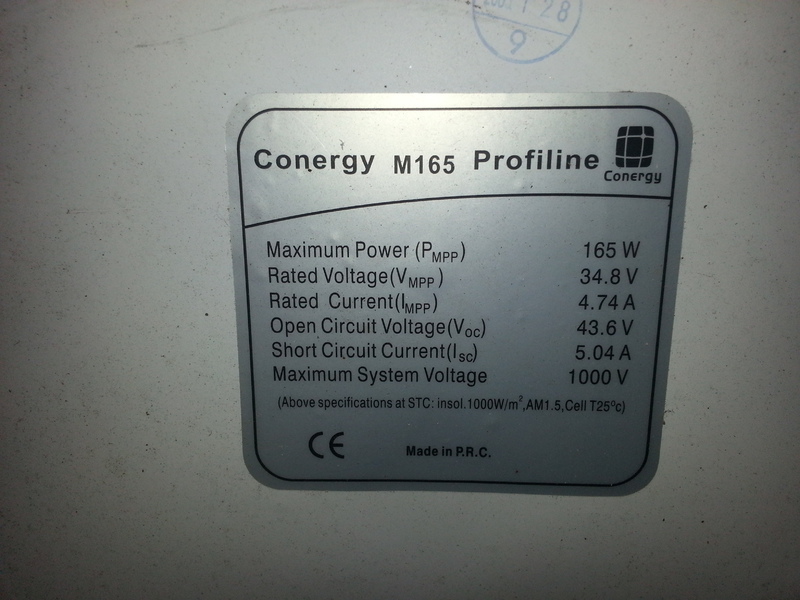 28
9
Conergy M165 Profiline
Conergy
Maximum Power (PMPP) 165 W
Rated Voltage(VMPP) 34.8 V
Rated Current(IMPP) 4.74 A
Open Circuit Voltage(Voc) 43.6 V
Short Circuit Current(Isc) 5.04 A
Maximum System Voltage 1000 V
(Above specifications at STC: insol.1000W/m²,AM1.5,Cell T25°c)
CE
Made in P.R.C.